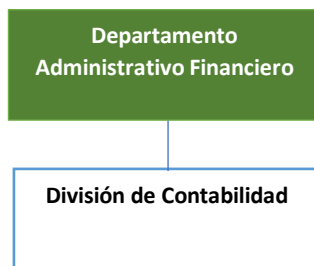 Departamento
Administrativo Financiero
División de Contabilidad